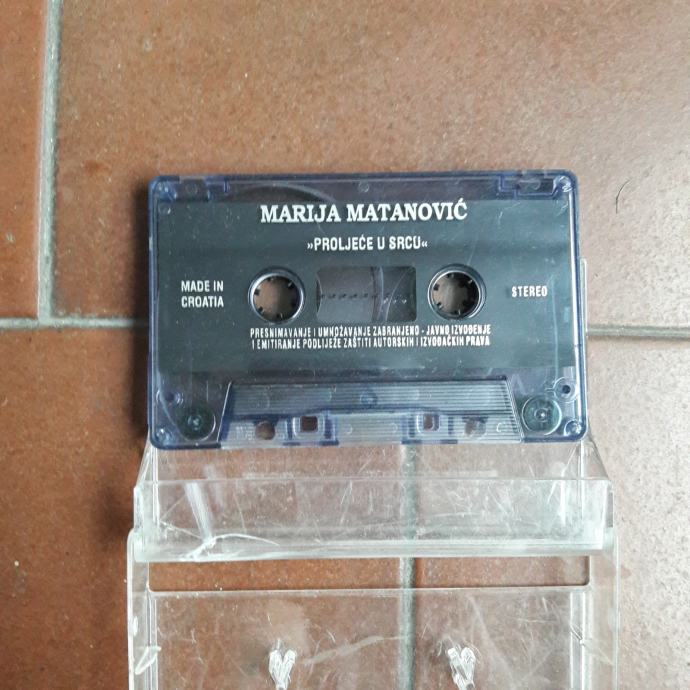 MARIJA MATANOVIĆ
»PROLJEĆE U SRCU«
MADE IN
CROATIA
STEREO
PRESNIMAVANJE I UMNOŽAVANJE ZABRANJENO - JAVNO IZVOĐENJE
I EMITIRANJE PODLIJEŽE ZAŠTITI AUTORSKIH I IZVOĐAČKIH PRAVA